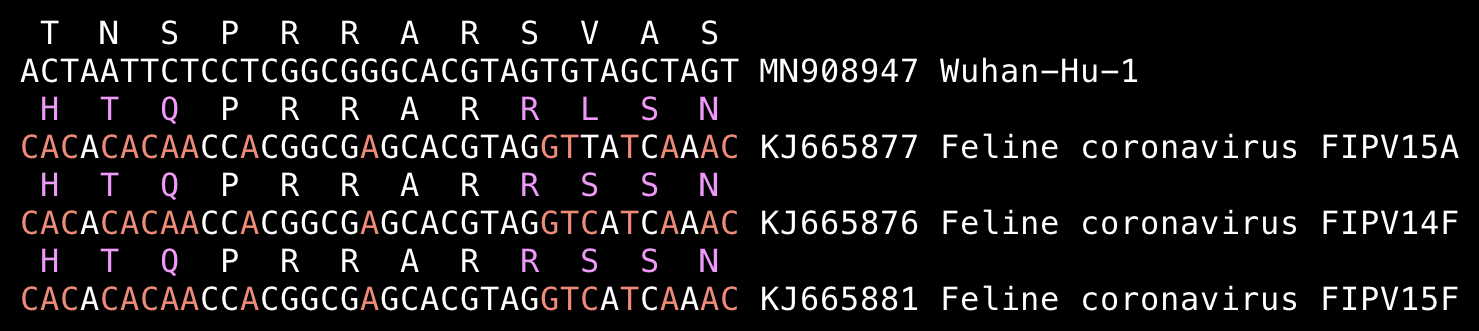 T N S P R R A R S V A S
ACTAATTCTCCTCGGCGGGCACGTAGTGTAGCTAGT MN908947 Wuhan-Hu-1
H T Q P R R A R R L S N
CACACACAACCACGGCGAGCACGTAGGTTATCAAAC KJ665877 Feline coronavirus FIPV15A
H T Q P R R A R R S S N
CACACACAACCACGGCGAGCACGTAGGTCATCAAAC KJ665876 Feline coronavirus FIPV14F
H T Q P R R A R R S S N
CACACACAACCACGGCGAGCACGTAGGTCATCAAAC KJ665881 Feline coronavirus FIPV15F